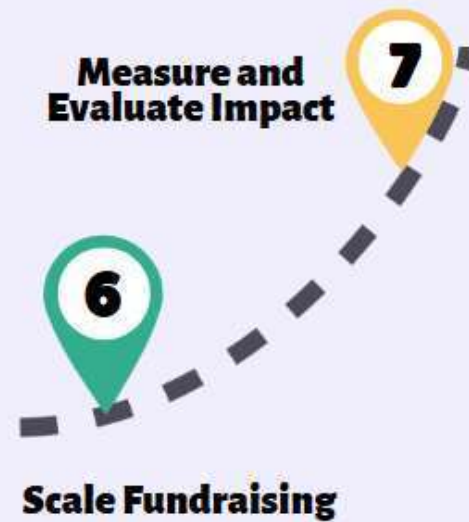 7
Measure and
Evaluate Impact
6
Scale Fundraising